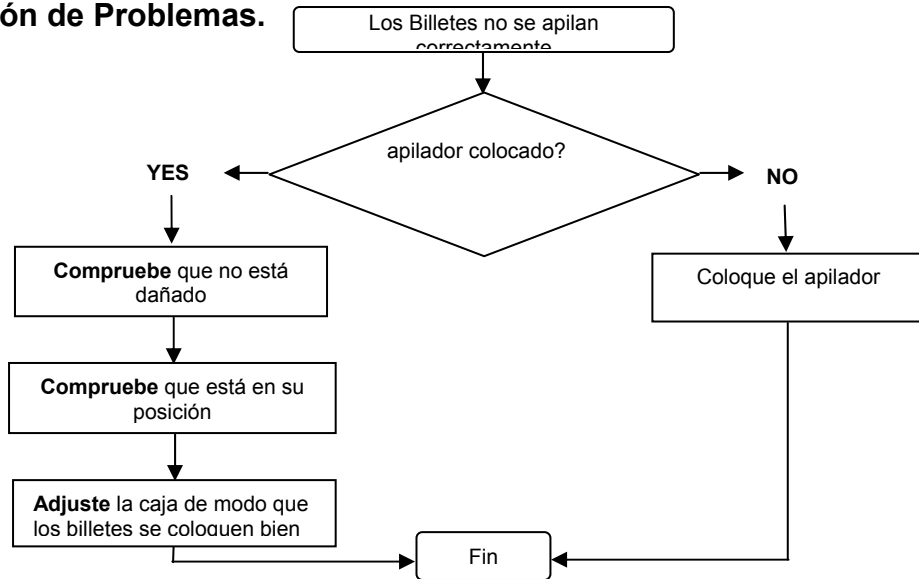 ón de Problemas.
Los Billetes no se apilan
correctamente
apilador colocado?
YES
NO
Compruebe que no está
dañado
Coloque el apilador
Compruebe que está en su
posición
Adjuste la caja de modo que
los billetes se coloquen bien
Fin